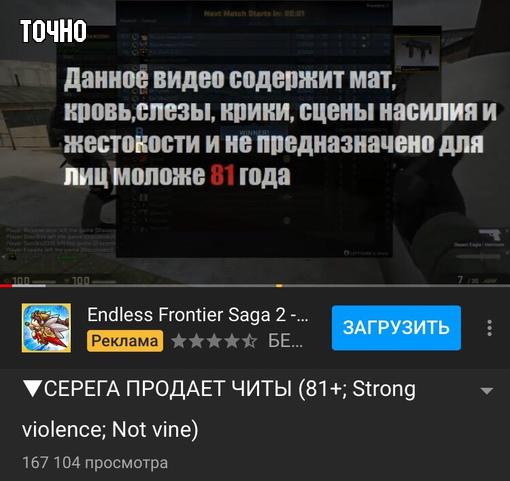 Next Match Starts in: 00:01
ТОЧНО
Данное видео содержит мат,
кровь,слезы, крики, сцены насилия и
жестокости и не предназначено для
лиц моложе 81 года
WINNER!
100
100
7
Endless Frontier Saga 2 -...
Реклама
БЕ...
ЗАГРУЗИТЬ
▼СЕРЕГА ПРОДАЕТ ЧИТЫ (81+; Strong
violence; Not vine)
167 104 просмотра